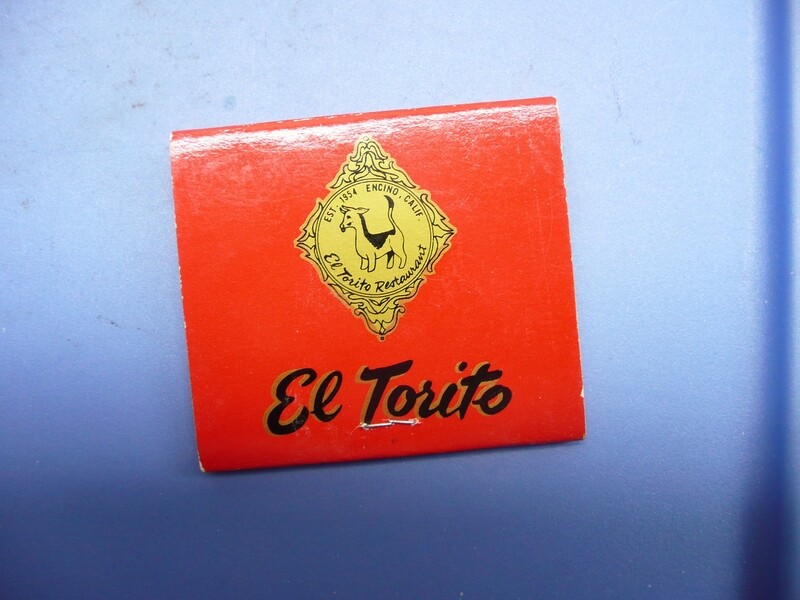 EST. 1954 ENCINO, CALIF.
El Torito Restaurant
El Torito